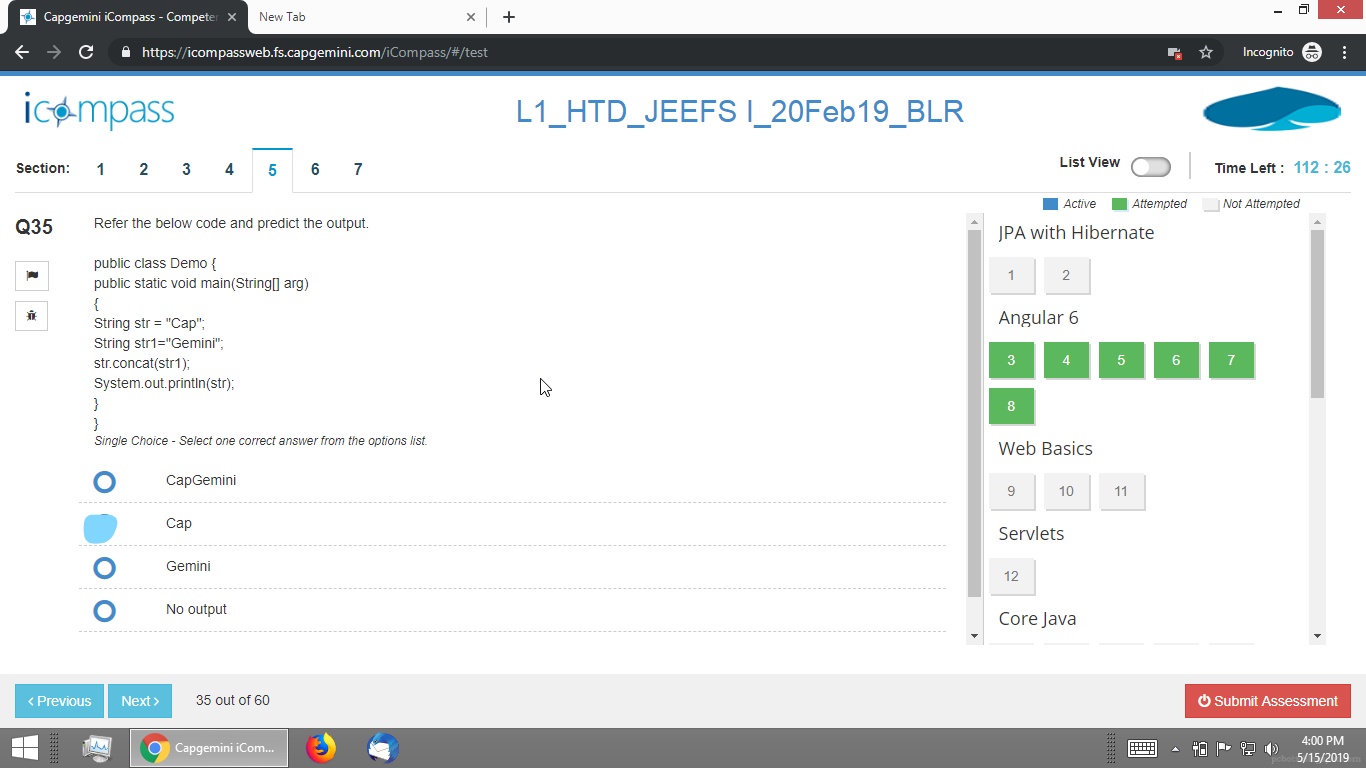 Capgemini iCompass - Competen
New Tab
https://icompassweb.fs.capgemini.com/iCompass/#/test
Incognito
icompass
L1_HTD_JEEFS I_20Feb19_BLR
Section: 1 2 3 4 5 6 7
List View
Time Left : 112 : 26
Active Attempted Not Attempted
Q35
Refer the below code and predict the output.
public class Demo {
public static void main(String[] arg)
{
String str = "Cap";
String str1="Gemini";
str.concat(str1);
System.out.println(str);
}
}
Single Choice - Select one correct answer from the options list.
CapGemini
Cap
Gemini
No output
JPA with Hibernate
1 2
Angular 6
3 4 5 6 7
8
Web Basics
9 10 11
Servlets
12
Core Java
‹ Previous
Next ›
35 out of 60
Submit Assessment
Capgemini iCom...
4:00 PM
5/15/2019